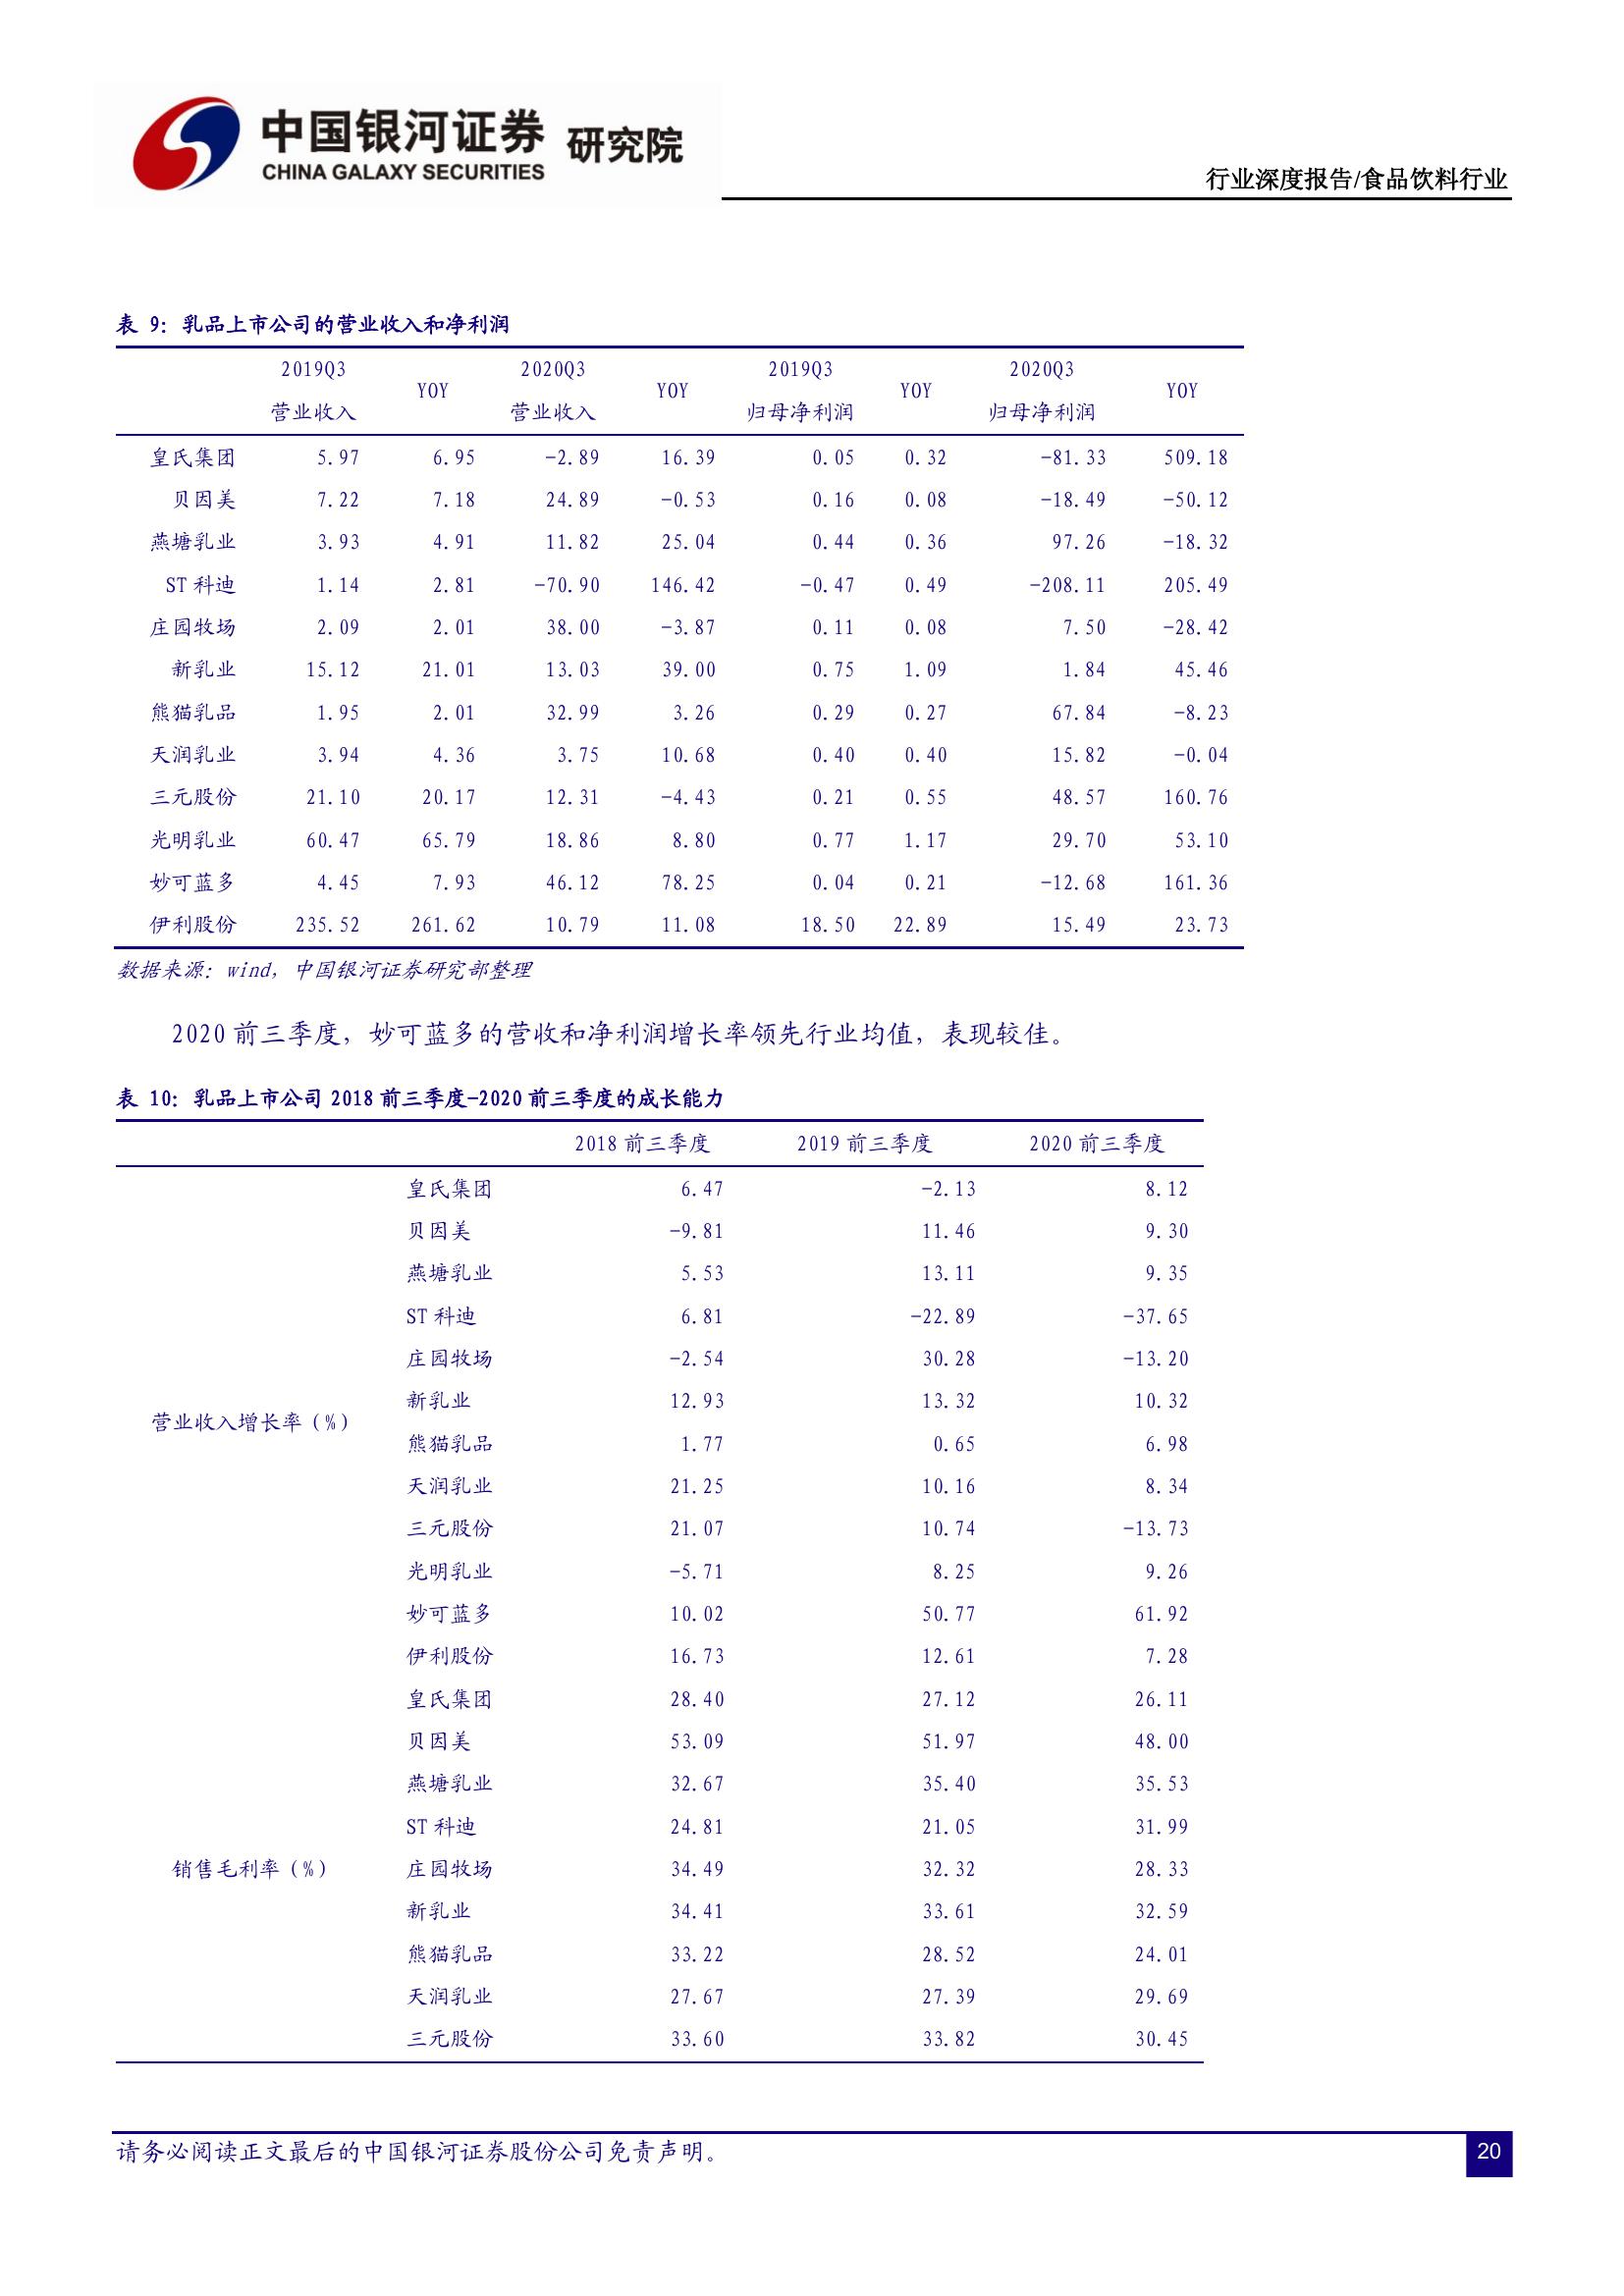 中国银河证券 研究院
CHINA GALAXY SECURITIES
行业深度报告/食品饮料行业
表 9：乳品上市公司的营业收入和净利润
2019Q3 营业收入 YOY 2020Q3 营业收入 YOY 2019Q3 归母净利润 YOY 2020Q3 归母净利润 YOY
皇氏集团 5.97 6.95 -2.89 16.39 0.05 0.32 -81.33 509.18
贝因美 7.22 7.18 24.89 -0.53 0.16 0.08 -18.49 -50.12
燕塘乳业 3.93 4.91 11.82 25.04 0.44 0.36 97.26 -18.32
ST 科迪 1.14 2.81 -70.90 146.42 -0.47 0.49 -208.11 205.49
庄园牧场 2.09 2.01 38.00 -3.87 0.11 0.08 7.50 -28.42
新乳业 15.12 21.01 13.03 39.00 0.75 1.09 1.84 45.46
熊猫乳品 1.95 2.01 32.99 3.26 0.29 0.27 67.84 -8.23
天润乳业 3.94 4.36 3.75 10.68 0.40 0.40 15.82 -0.04
三元股份 21.10 20.17 12.31 -4.43 0.21 0.55 48.57 160.76
光明乳业 60.47 65.79 18.86 8.80 0.77 1.17 29.70 53.10
妙可蓝多 4.45 7.93 46.12 78.25 0.04 0.21 -12.68 161.36
伊利股份 235.52 261.62 10.79 11.08 18.50 22.89 15.49 23.73
数据来源：wind，中国银河证券研究部整理
2020 前三季度，妙可蓝多的营收和净利润增长率领先行业均值，表现较佳。
表 10：乳品上市公司 2018 前三季度-2020 前三季度的成长能力
2018 前三季度 2019 前三季度 2020 前三季度
营业收入增长率（%）
皇氏集团 6.47 -2.13 8.12
贝因美 -9.81 11.46 9.30
燕塘乳业 5.53 13.11 9.35
ST 科迪 6.81 -22.89 -37.65
庄园牧场 -2.54 30.28 -13.20
新乳业 12.93 13.32 10.32
熊猫乳品 1.77 0.65 6.98
天润乳业 21.25 10.16 8.34
三元股份 21.07 10.74 -13.73
光明乳业 -5.71 8.25 9.26
妙可蓝多 10.02 50.77 61.92
伊利股份 16.73 12.61 7.28
销售毛利率（%）
皇氏集团 28.40 27.12 26.11
贝因美 53.09 51.97 48.00
燕塘乳业 32.67 35.40 35.53
ST 科迪 24.81 21.05 31.99
庄园牧场 34.49 32.32 28.33
新乳业 34.41 33.61 32.59
熊猫乳品 33.22 28.52 24.01
天润乳业 27.67 27.39 29.69
三元股份 33.60 33.82 30.45
请务必阅读正文最后的中国银河证券股份公司免责声明。
20